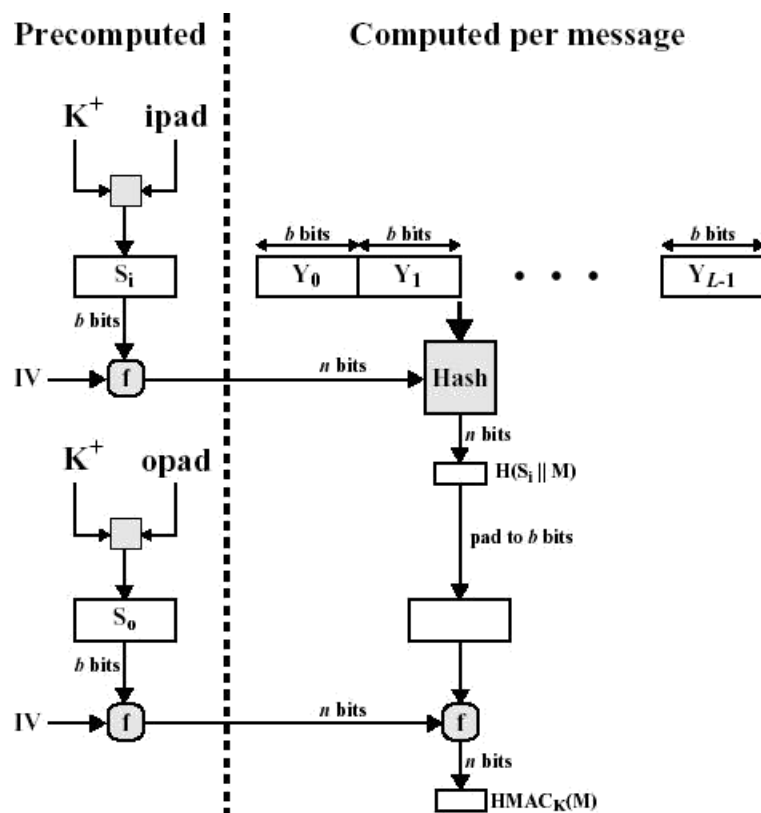 Precomputed
Computed per message
K+ ipad
b bits b bits b bits
Si
Y0 Y1 • • • YL-1
b bits
IV f n bits Hash
n bits
K+ opad
H(Si || M)
pad to b bits
So
b bits
IV f n bits f
n bits
HMACK(M)